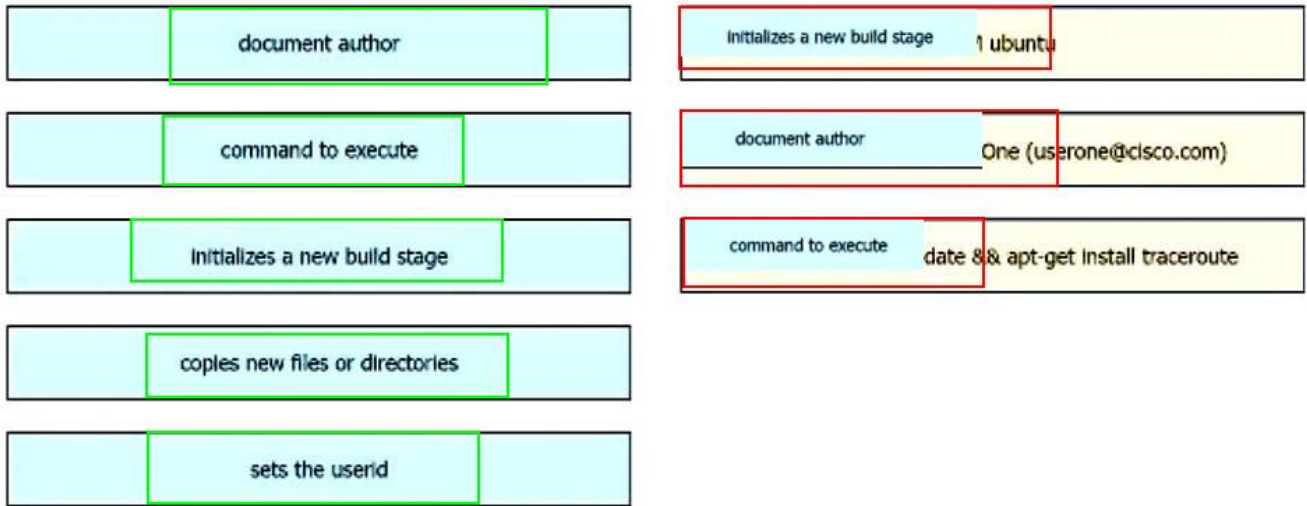 document author
command to execute
initializes a new build stage
copies new files or directories
sets the userid
initializes a new build stage
ubuntu
document author
One (userone@cisco.com)
command to execute
date && apt-get install traceroute